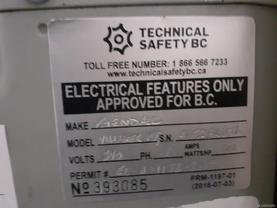 TECHNICAL
SAFETY BC
TOLL FREE NUMBER: 1 866 566 7233
www.technicalsafetybc.ca
ELECTRICAL FEATURES ONLY
APPROVED FOR B.C.
MAKE
MODEL S.N.
VOLTS PH. AMPS
WATTS/HP
PERMIT #
No 393085 FRM-1197-01
(2018-07-03)